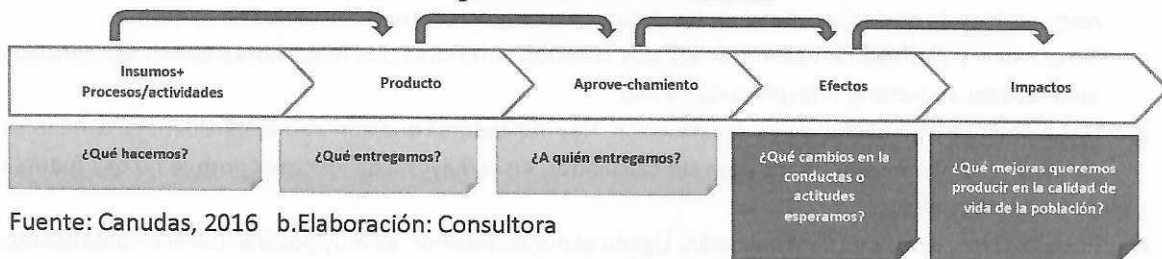 Insumos+
Procesos/actividades
Producto
Aprove-chamiento
Efectos
Impactos
¿Qué hacemos?
¿Qué entregamos?
¿A quién entregamos?
¿Qué cambios en la
conductas o
actitudes
esperamos?
¿Qué mejoras queremos
producir en la calidad de
vida de la población?
Fuente: Canudas, 2016   b.Elaboración: Consultora